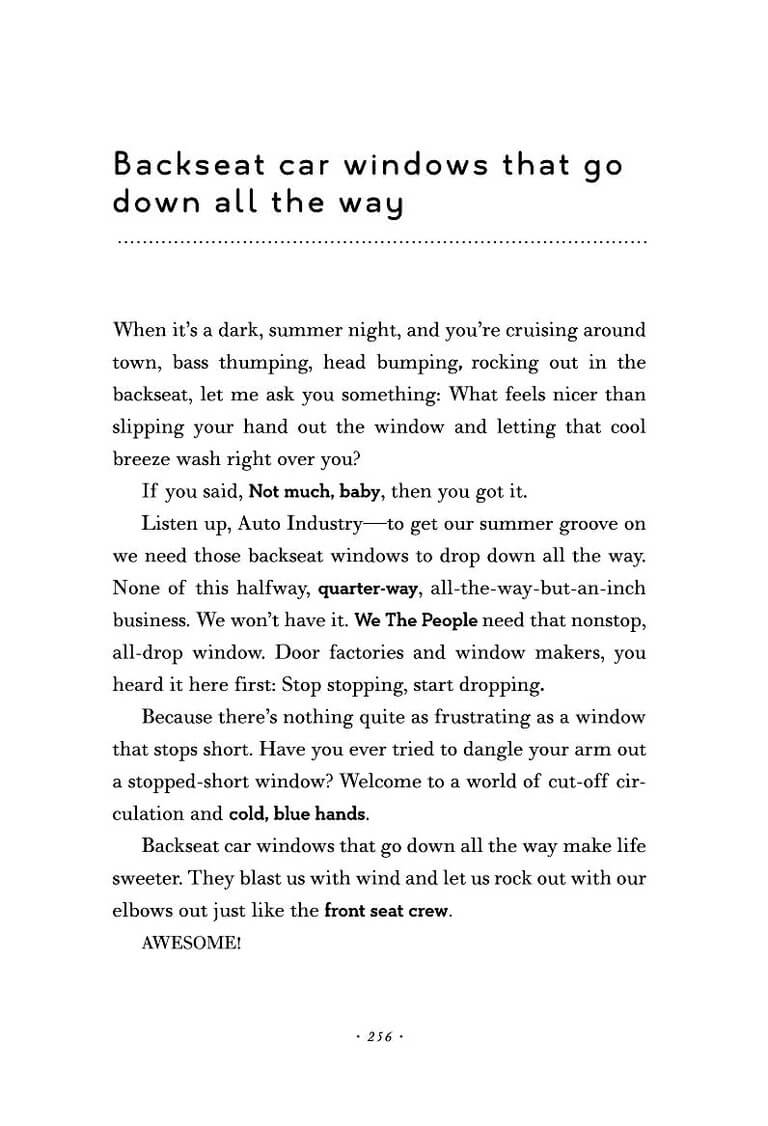 Backseat car windows that go
down all the way
When it’s a dark, summer night, and you’re cruising around
town, bass thumping, head bumping, rocking out in the
backseat, let me ask you something: What feels nicer than
slipping your hand out the window and letting that cool
breeze wash right over you?
If you said, Not much, baby, then you got it.
Listen up, Auto Industry—to get our summer groove on
we need those backseat windows to drop down all the way.
None of this halfway, quarter-way, all-the-way-but-an-inch
business. We won’t have it. We The People need that nonstop,
all-drop window. Door factories and window makers, you
heard it here first: Stop stopping, start dropping.
Because there’s nothing quite as frustrating as a window
that stops short. Have you ever tried to dangle your arm out
a stopped-short window? Welcome to a world of cut-off cir-
culation and cold, blue hands.
Backseat car windows that go down all the way make life
sweeter. They blast us with wind and let us rock out with our
elbows out just like the front seat crew.
AWESOME!
· 256 ·